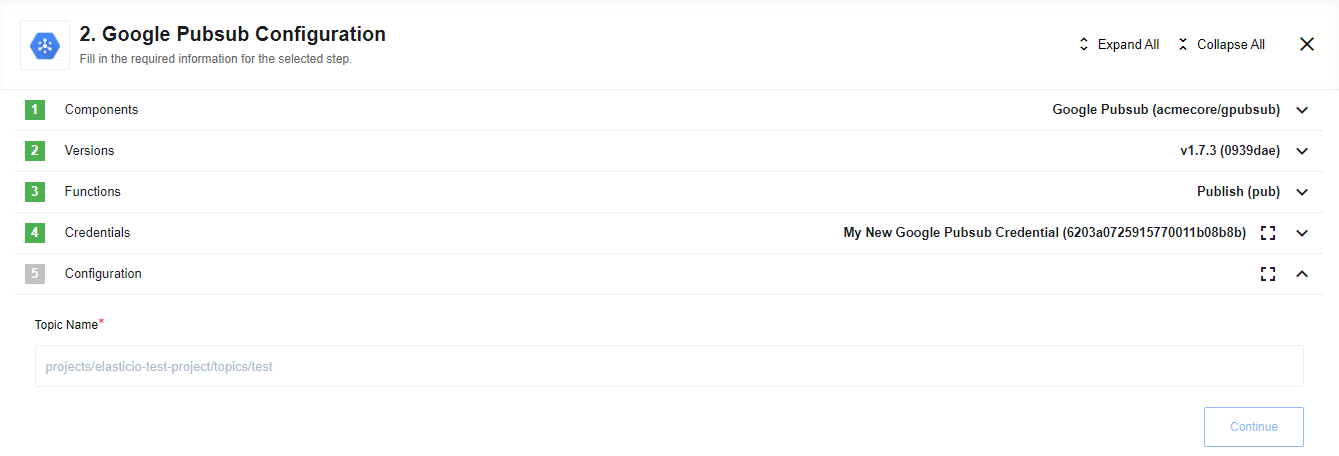 2. Google Pubsub Configuration
Fill in the required information for the selected step.
Expand All Collapse All
1 Components Google Pubsub (acmecore/gpubsub)
2 Versions v1.7.3 (0939dae)
3 Functions Publish (pub)
4 Credentials My New Google Pubsub Credential (6203a0725915770011b08b8b)
5 Configuration
Topic Name*
projects/elasticio-test-project/topics/test
Continue